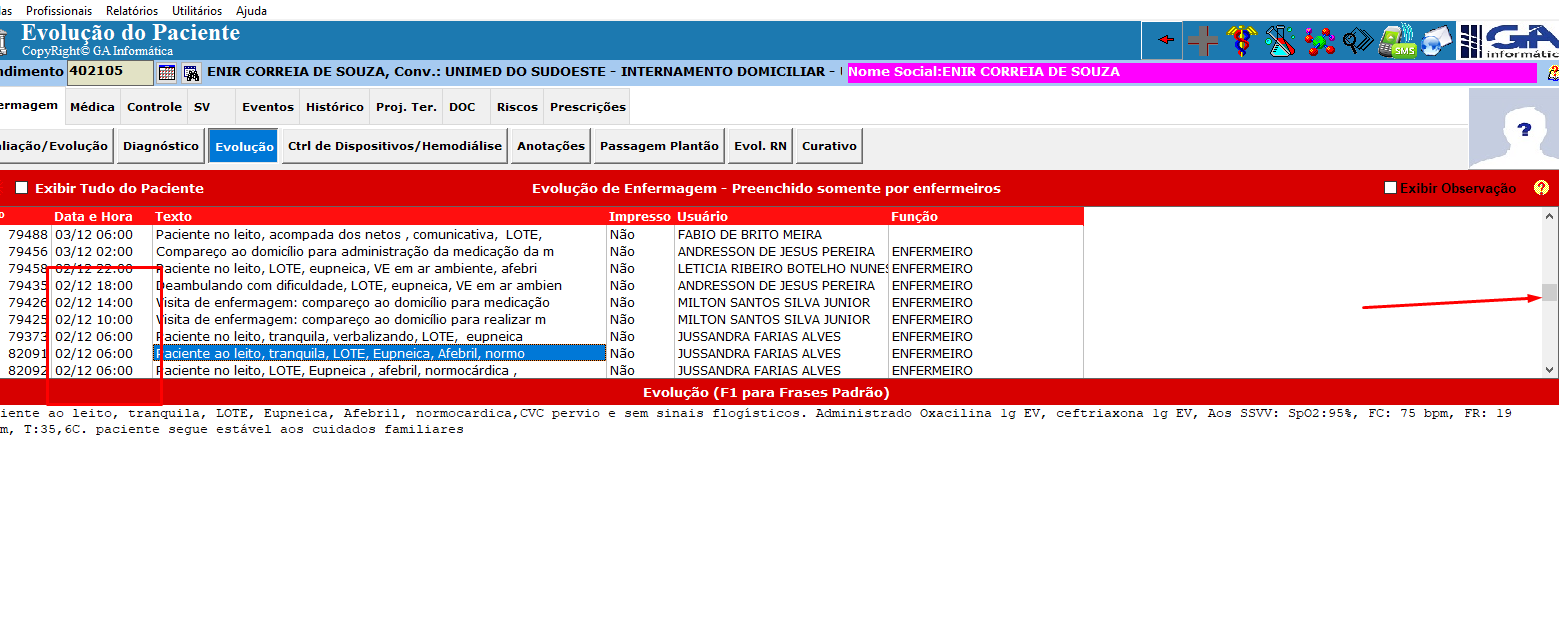 das Profissionais Relatórios Utilitários Ajuda
Evolução do Paciente
CopyRight© GA Informática
SMS
GA
informática
ndimento 402105 ENIR CORREIA DE SOUZA, Conv.: UNIMED DO SUDOESTE - INTERNAMENTO DOMICILIAR - Nome Social:ENIR CORREIA DE SOUZA
ermagem Médica Controle SV Eventos Histórico Proj. Ter. DOC Riscos Prescrições
liação/Evolução Diagnóstico Evolução Ctrl de Dispositivos/Hemodiálise Anotações Passagem Plantão Evol. RN Curativo
Exibir Tudo do Paciente Evolução de Enfermagem - Preenchido somente por enfermeiros Exibir Observação
Data e Hora Texto Impresso Usuário Função
79488 03/12 06:00 Paciente no leito, acompada dos netos , comunicativa, LOTE, Não FABIO DE BRITO MEIRA
79456 03/12 02:00 Compareço ao domicílio para administração da medicação da m Não ANDRESSON DE JESUS PEREIRA ENFERMEIRO
79458 02/12 22:00 Paciente no leito, LOTE, eupneica, VE em ar ambiente, afebri Não LETICIA RIBEIRO BOTELHO NUNES ENFERMEIRO
79435 02/12 18:00 Deambulando com dificuldade, LOTE, eupneica, VE em ar ambien Não ANDRESSON DE JESUS PEREIRA ENFERMEIRO
79426 02/12 14:00 Visita de enfermagem: compareço ao domicílio para medicação Não MILTON SANTOS SILVA JUNIOR ENFERMEIRO
79425 02/12 10:00 Visita de enfermagem: compareço ao domicílio para realizar m Não MILTON SANTOS SILVA JUNIOR ENFERMEIRO
79373 02/12 06:00 Paciente no leito, tranquila, verbalizando, LOTE, eupneica Não JUSSANDRA FARIAS ALVES ENFERMEIRO
82091 02/12 06:00 Paciente ao leito, tranquila, LOTE, Eupneica, Afebril, normo Não JUSSANDRA FARIAS ALVES ENFERMEIRO
82092 02/12 06:00 Paciente no leito, LOTE, Eupneica , afebril, normocárdica , Não JUSSANDRA FARIAS ALVES ENFERMEIRO
Evolução (F1 para Frases Padrão)
iente ao leito, tranquila, LOTE, Eupneica, Afebril, normocardica,CVC pervio e sem sinais flogísticos. Administrado Oxacilina 1g EV, ceftriaxona 1g EV, Aos SSVV: SpO2:95%, FC: 75 bpm, FR: 19
m, T:35,6C. paciente segue estável aos cuidados familiares